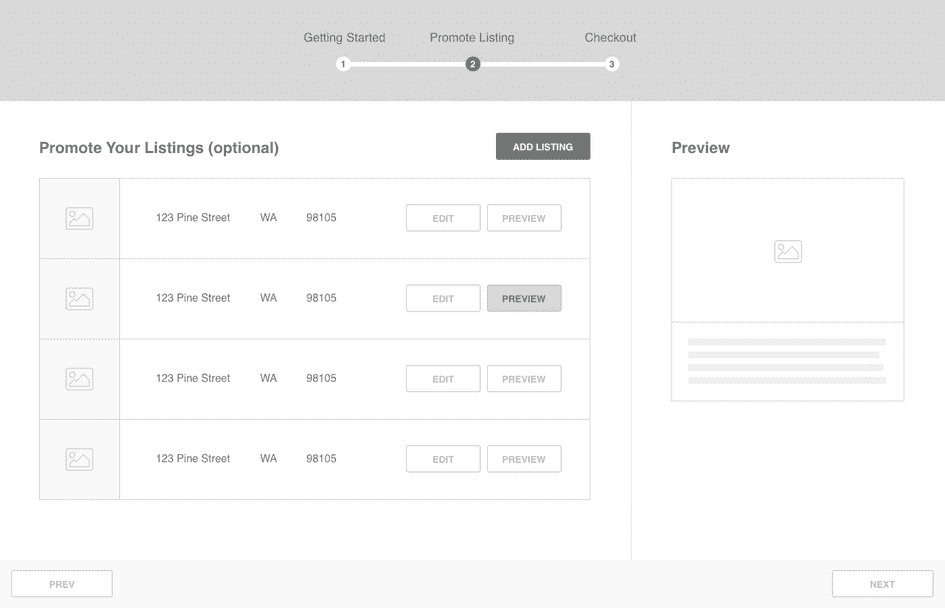 Getting Started Promote Listing Checkout
1 2 3
Promote Your Listings (optional) ADD LISTING Preview
123 Pine Street WA 98105 EDIT PREVIEW
123 Pine Street WA 98105 EDIT PREVIEW
123 Pine Street WA 98105 EDIT PREVIEW
123 Pine Street WA 98105 EDIT PREVIEW
PREV NEXT